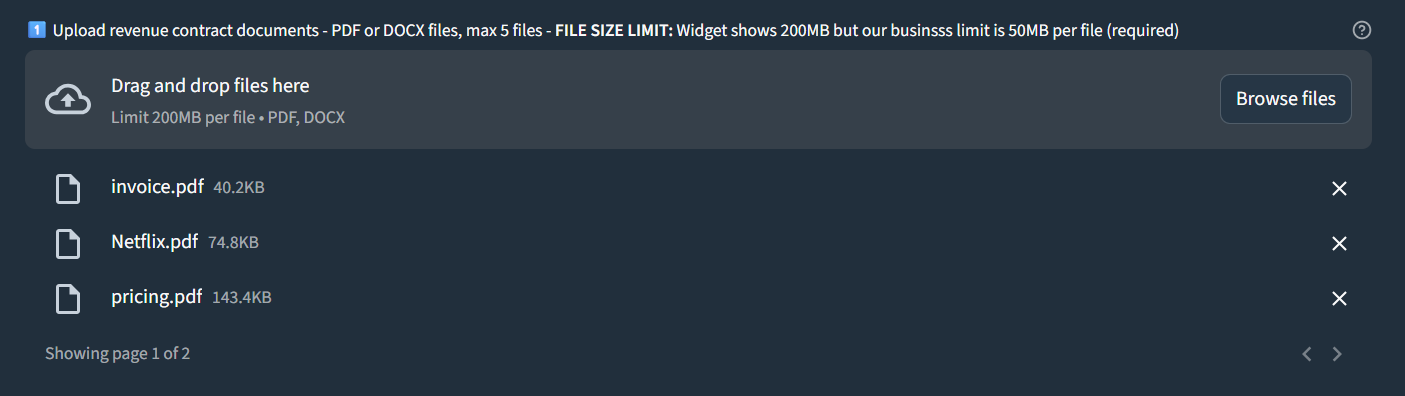 1 Upload revenue contract documents - PDF or DOCX files, max 5 files - FILE SIZE LIMIT: Widget shows 200MB but our businsss limit is 50MB per file (required)
Drag and drop files here
Limit 200MB per file • PDF, DOCX
Browse files
invoice.pdf 40.2KB
Netflix.pdf 74.8KB
pricing.pdf 143.4KB
Showing page 1 of 2